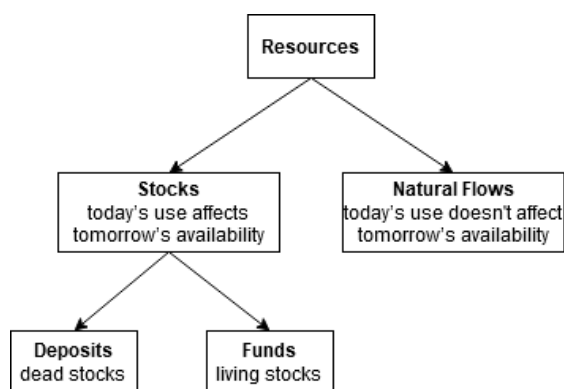 Resources
Stocks
today's use affects
tomorrow's availability
Natural Flows
today's use doesn't affect
tomorrow's availability
Deposits
dead stocks
Funds
living stocks